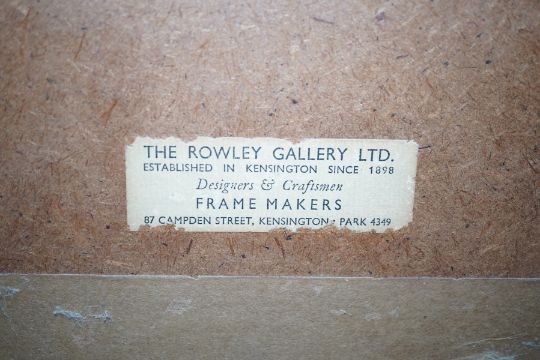 THE ROWLEY GALLERY LTD.
ESTABLISHED IN KENSINGTON SINCE 1898
Designers & Craftsmen
FRAME MAKERS
87 CAMPDEN STREET, KENSINGTON · PARK 4349